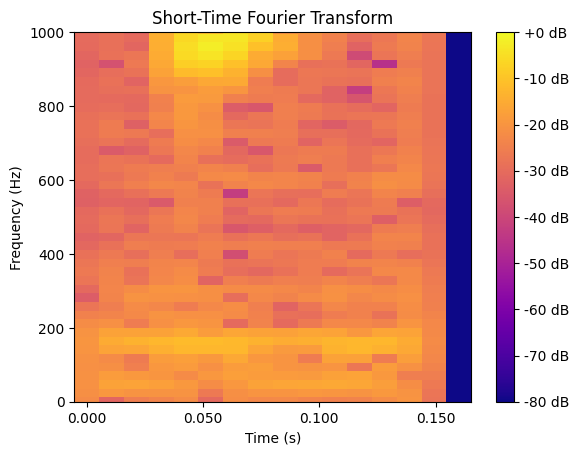 Short-Time Fourier Transform
Frequency (Hz)
1000
800
600
400
200
0
0.000
0.050
0.100
0.150
Time (s)
+0 dB
-10 dB
-20 dB
-30 dB
-40 dB
-50 dB
-60 dB
-70 dB
-80 dB